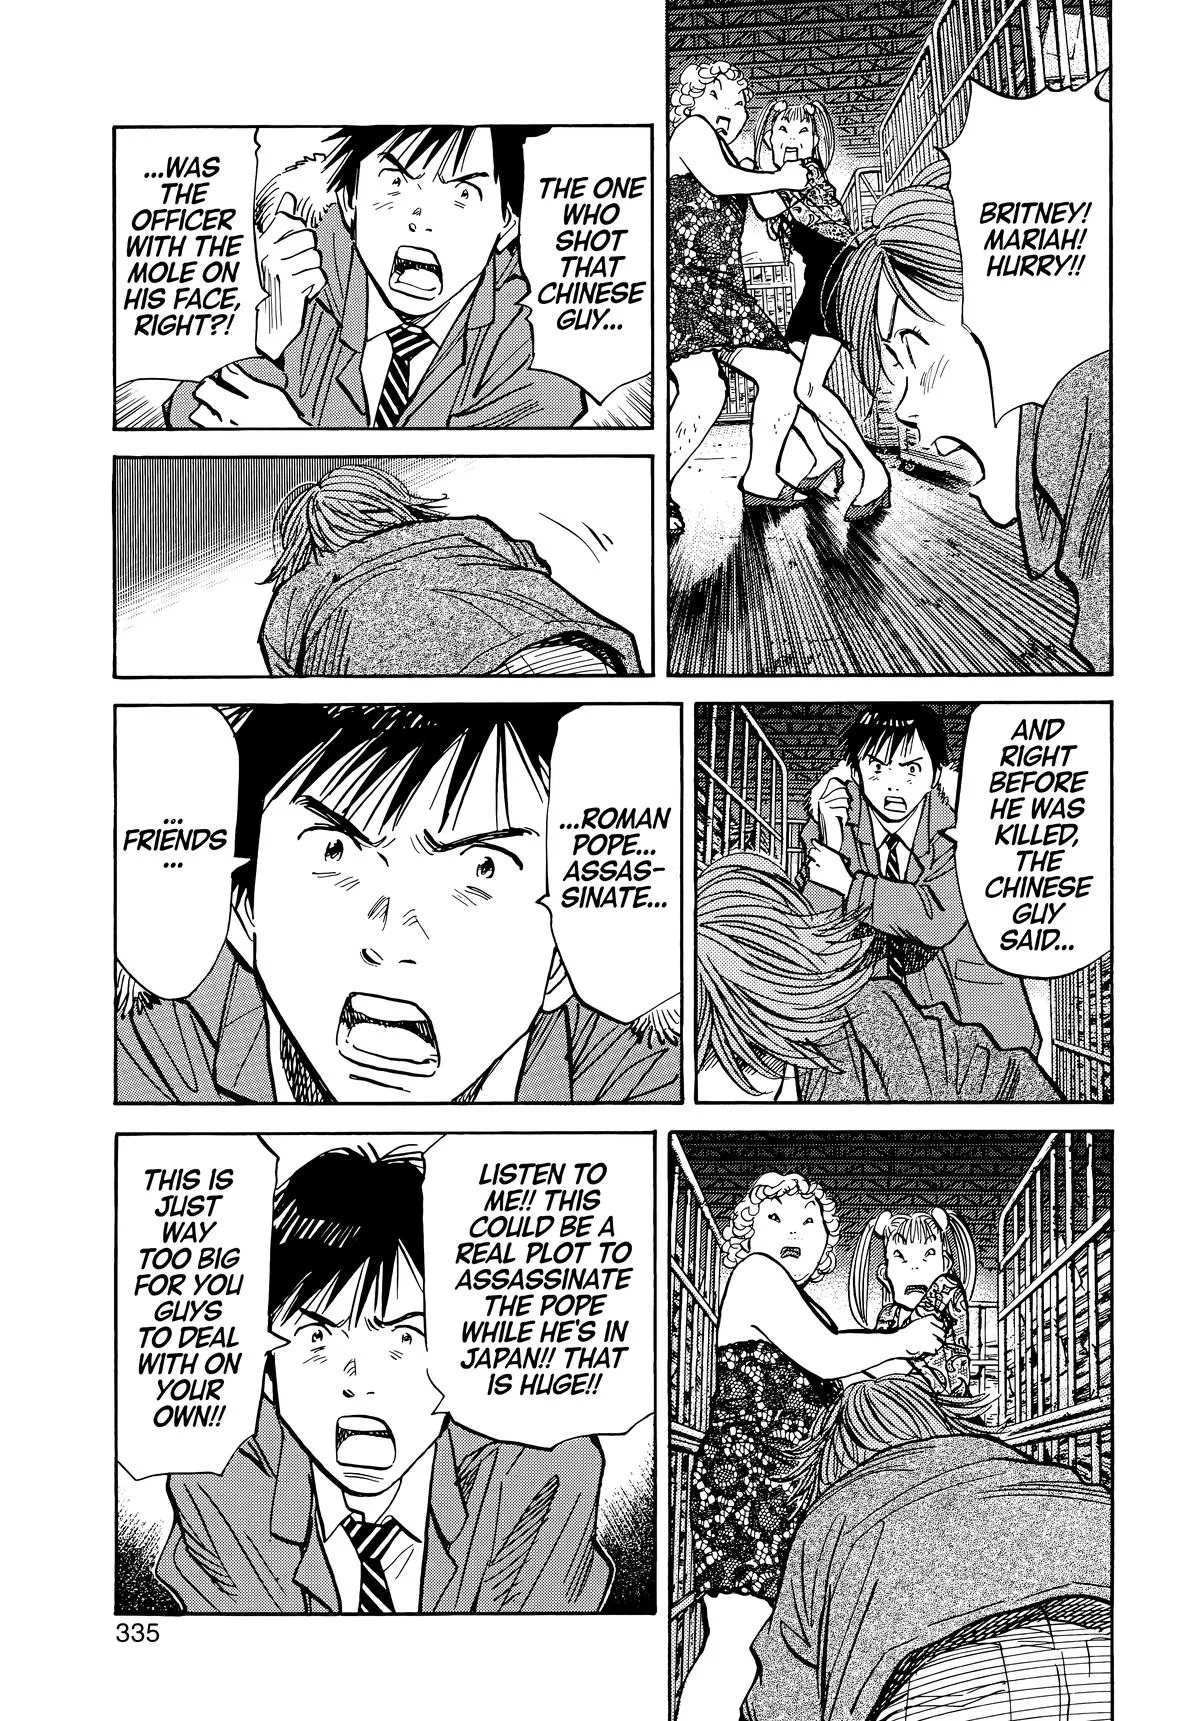 BRITNEY!
MARIAH!
HURRY!!
THE ONE
WHO
SHOT
THAT
CHINESE
GUY...
...WAS
THE
OFFICER
WITH THE
MOLE ON
HIS FACE,
RIGHT?!
AND
RIGHT
BEFORE
HE WAS
KILLED,
THE
CHINESE
GUY
SAID...
...ROMAN
POPE...
ASSAS-
SINATE...
...
FRIENDS
...
LISTEN TO
ME!! THIS
COULD BE A
REAL PLOT TO
ASSASSINATE
THE POPE
WHILE HE'S IN
JAPAN!! THAT
IS HUGE!!
THIS IS
JUST
WAY
TOO BIG
FOR YOU
GUYS
TO DEAL
WITH ON
YOUR
OWN!!
335